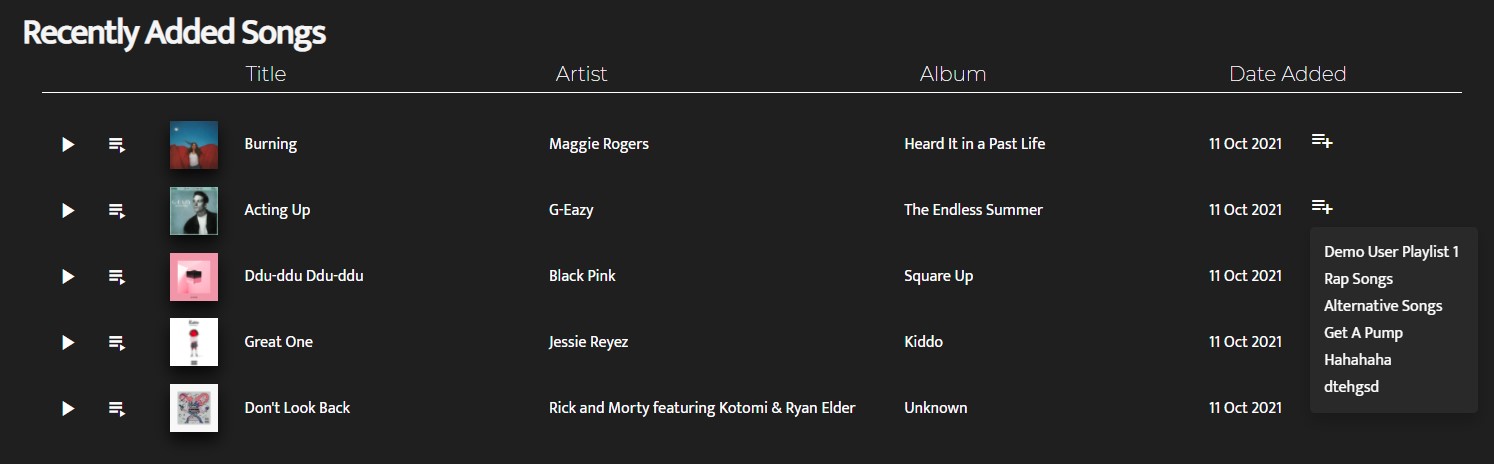 Recently Added Songs
Title Artist Album Date Added
Burning Maggie Rogers Heard It in a Past Life 11 Oct 2021
Acting Up G-Eazy The Endless Summer 11 Oct 2021
Ddu-ddu Ddu-ddu Black Pink Square Up 11 Oct 2021
Great One Jessie Reyez Kiddo 11 Oct 2021
Don't Look Back Rick and Morty featuring Kotomi & Ryan Elder Unknown 11 Oct 2021
Demo User Playlist 1
Rap Songs
Alternative Songs
Get A Pump
Hahahaha
dtehgsd